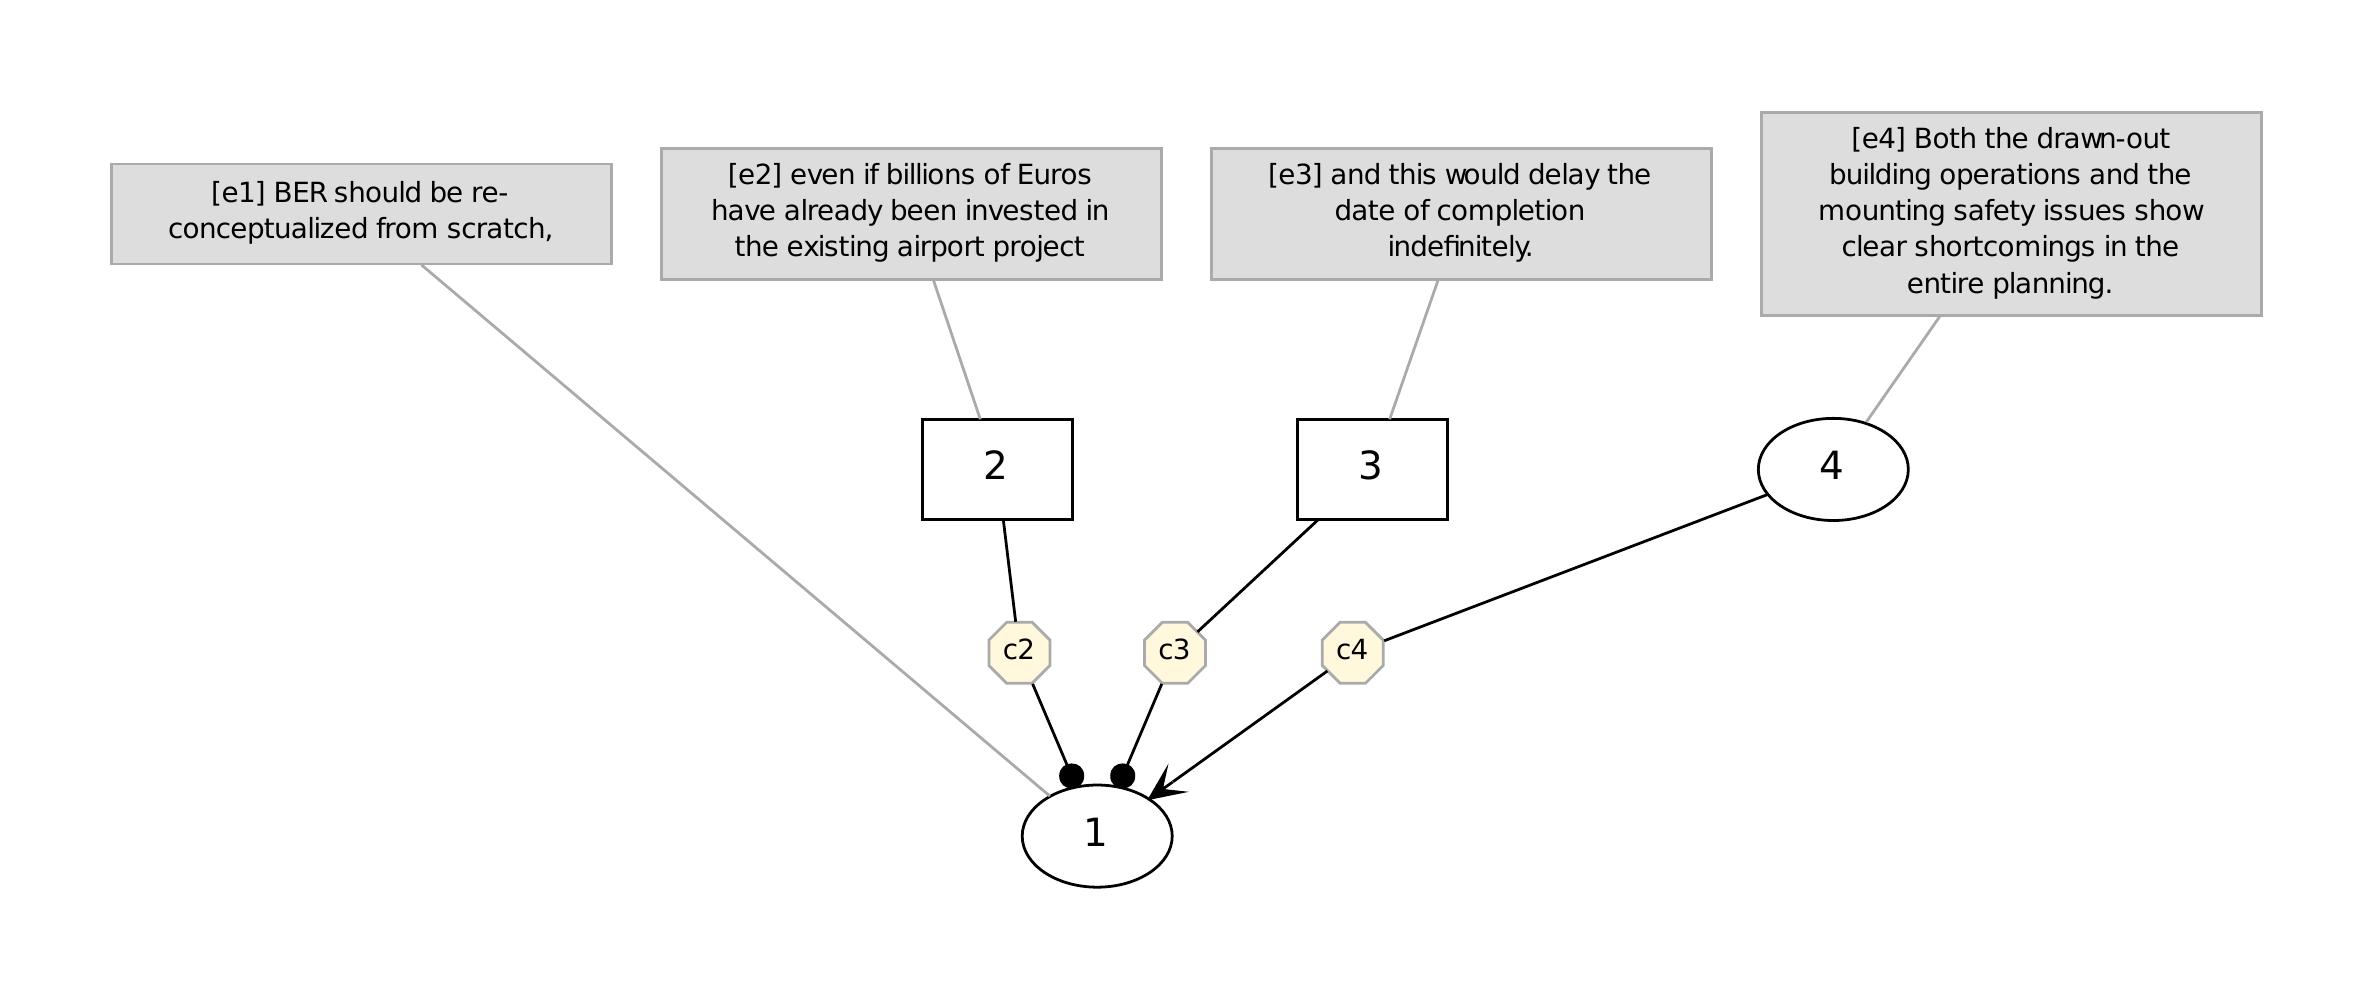 [e1] BER should be re-
conceptualized from scratch,
[e2] even if billions of Euros
have already been invested in
the existing airport project
[e3] and this would delay the
date of completion
indefinitely.
[e4] Both the drawn-out
building operations and the
mounting safety issues show
clear shortcomings in the
entire planning.
2
3
4
c2
c3
c4
1